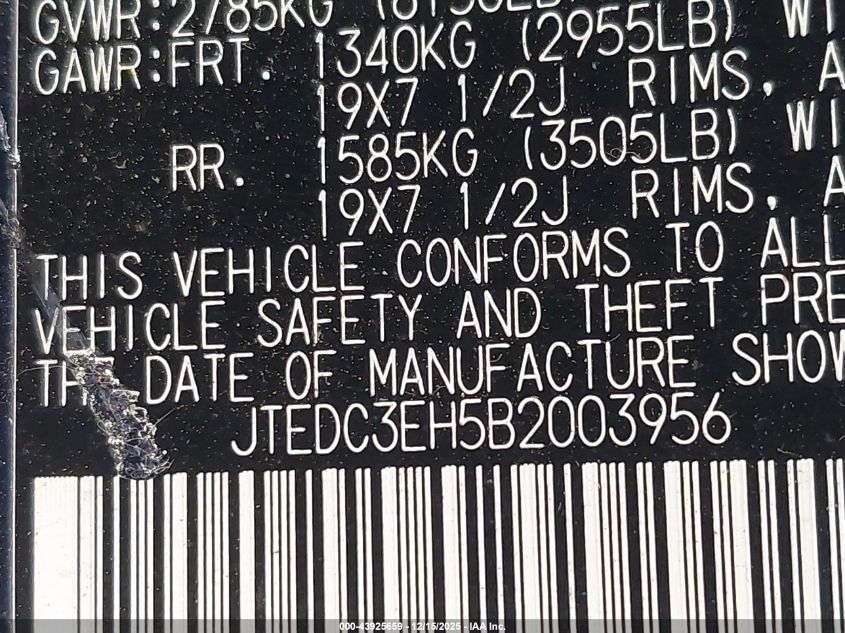 GVWR:2785KG
GAWR:FRT. 1340KG (2955LB) WI
19X7 1/2J RIMS, A
RR. 1585KG (3505LB) WI
19X7 1/2J RIMS, A
THIS VEHICLE CONFORMS TO ALL
VEHICLE SAFETY AND THEFT PRE
THE DATE OF MANUFACTURE SHOW
JTEDC3EH5B2003956
000-43925659 - 12/15/2025 - IAA Inc.